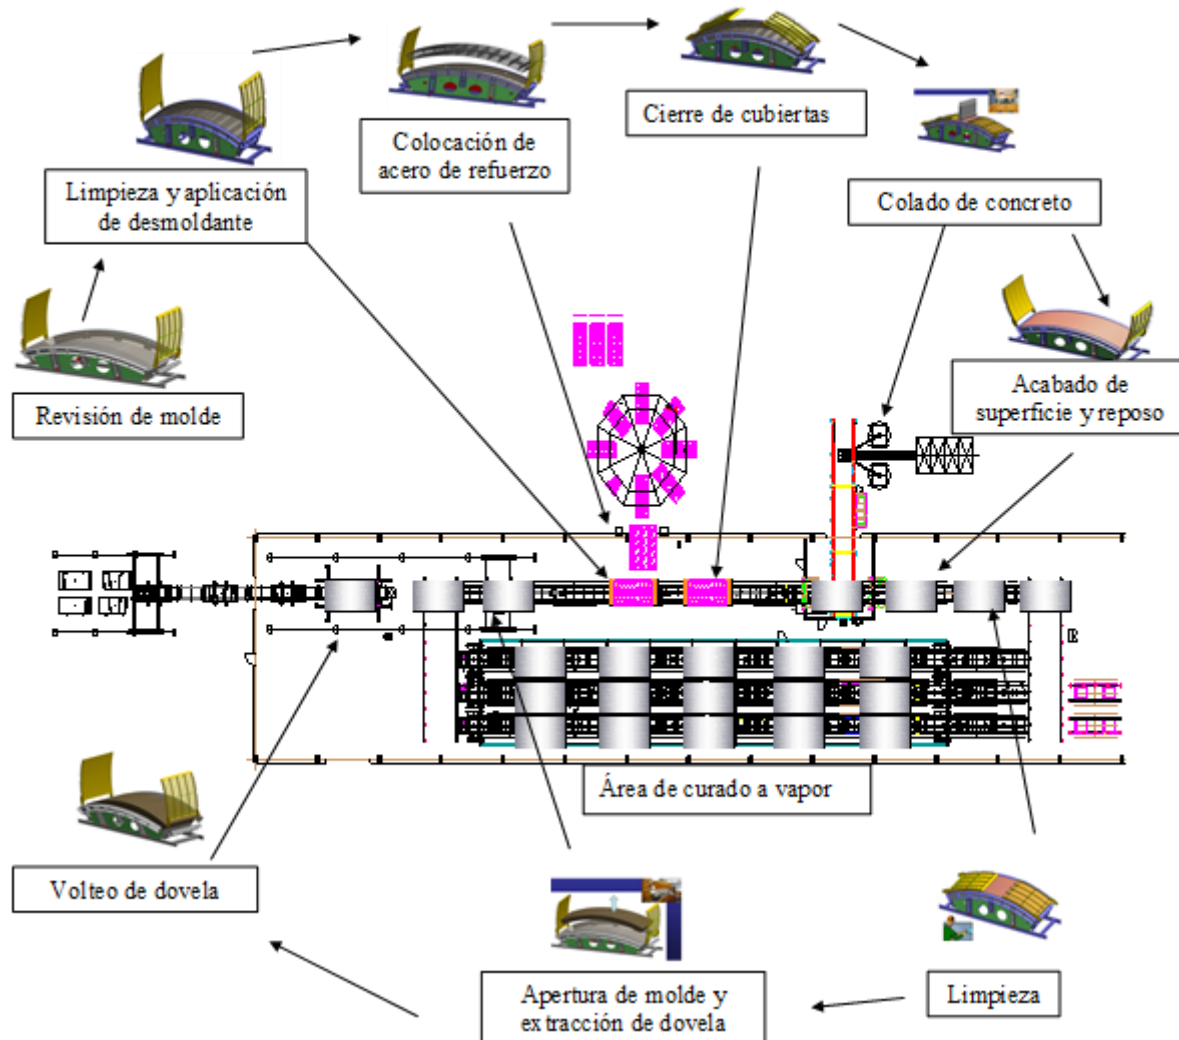 Cierre de cubiertas
Colocación de
acero de refuerzo
Limpieza y aplicación
de desmoldante
Colado de concreto
Revisión de molde
Acabado de
superficie y reposo
Área de curado a vapor
Volteo de dovela
Apertura de molde y
extracción de dovela
Limpieza